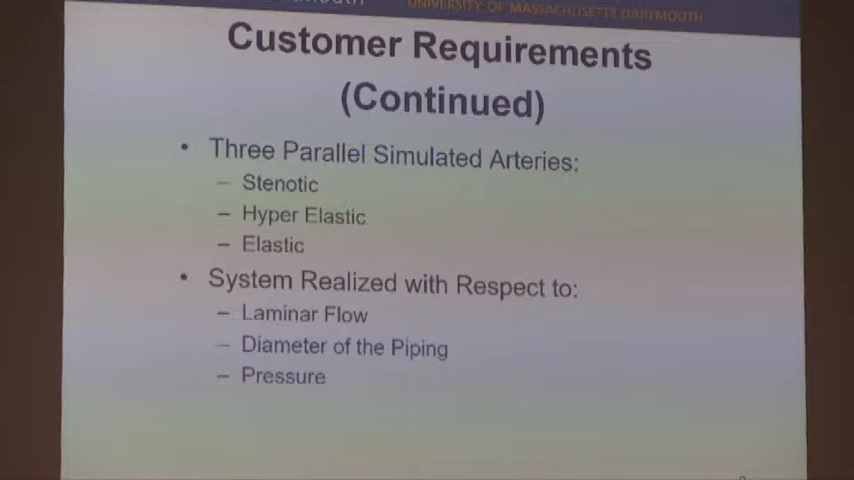 UNIVERSITY OF MASSACHUSETTS DARTMOUTH
Customer Requirements
(Continued)
• Three Parallel Simulated Arteries:
– Stenotic
– Hyper Elastic
– Elastic
• System Realized with Respect to:
– Laminar Flow
– Diameter of the Piping
– Pressure